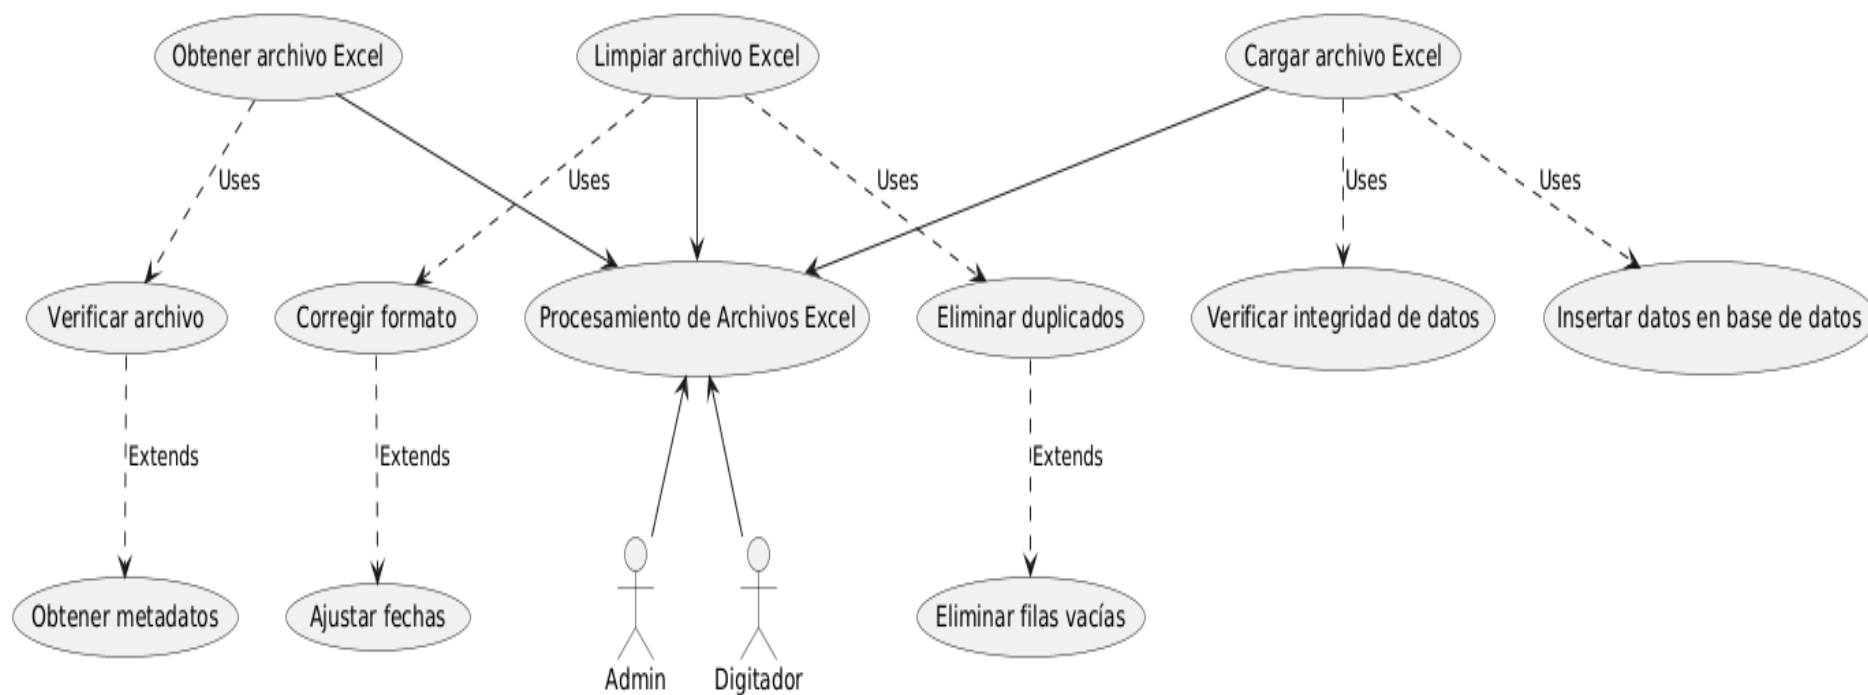 Obtener archivo Excel
Limpiar archivo Excel
Cargar archivo Excel
Uses
Uses
Uses
Uses
Uses
Verificar archivo
Corregir formato
Procesamiento de Archivos Excel
Eliminar duplicados
Verificar integridad de datos
Insertar datos en base de datos
Extends
Extends
Extends
Obtener metadatos
Ajustar fechas
Eliminar filas vacías
Admin
Digitador